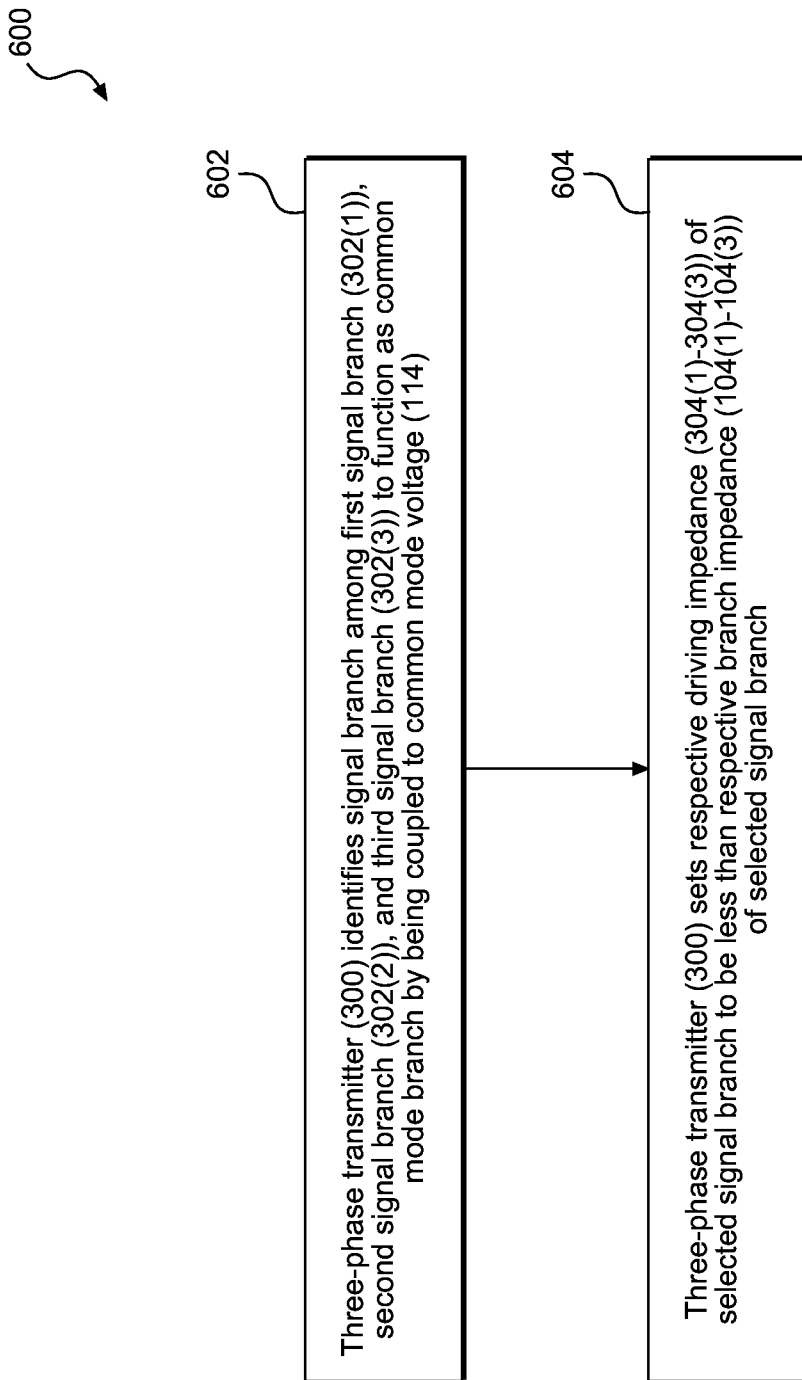 600
602
Three-phase transmitter (300) identifies signal branch among first signal branch (302(1)),
second signal branch (302(2)), and third signal branch (302(3)) to function as common
mode branch by being coupled to common mode voltage (114)
604
Three-phase transmitter (300) sets respective driving impedance (304(1)-304(3)) of
selected signal branch to be less than respective branch impedance (104(1)-104(3))
of selected signal branch